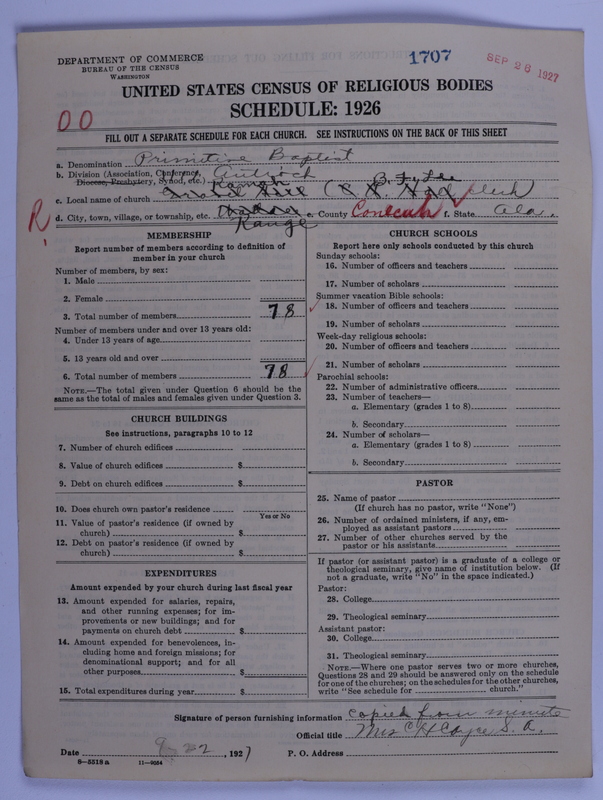 1707
SEP 26 1927
DEPARTMENT OF COMMERCE
BUREAU OF THE CENSUS
WASHINGTON
UNITED STATES CENSUS OF RELIGIOUS BODIES
SCHEDULE: 1926
00
FILL OUT A SEPARATE SCHEDULE FOR EACH CHURCH. SEE INSTRUCTIONS ON THE BACK OF THIS SHEET
a. Denomination Primitive Baptist
b. Division (Association, Conference, Diocese, Presbytery, Synod, etc.) Antioch
c. Local name of church
R
d. City, town, village, or township, etc. Range e. County Conecuh f. State Ala.
MEMBERSHIP
Report number of members according to definition of
member in your church
Number of members, by sex:
1. Male
2. Female
3. Total number of members 78
Number of members under and over 13 years old:
4. Under 13 years of age
5. 13 years old and over
6. Total number of members 78
NOTE.—The total given under Question 6 should be the
same as the total of males and females given under Question 3.
CHURCH BUILDINGS
See instructions, paragraphs 10 to 12
7. Number of church edifices
8. Value of church edifices $
9. Debt on church edifices $
10. Does church own pastor's residence
Yes or No
11. Value of pastor's residence (if owned by
church) $
12. Debt on pastor's residence (if owned by
church) $
EXPENDITURES
Amount expended by your church during last fiscal year
13. Amount expended for salaries, repairs,
and other running expenses; for im-
provements or new buildings; and for
payments on church debt $
14. Amount expended for benevolences, in-
cluding home and foreign missions; for
denominational support; and for all
other purposes $
15. Total expenditures during year $
CHURCH SCHOOLS
Report here only schools conducted by this church
Sunday schools:
16. Number of officers and teachers
17. Number of scholars
Summer vacation Bible schools:
18. Number of officers and teachers
19. Number of scholars
Week-day religious schools:
20. Number of officers and teachers
21. Number of scholars
Parochial schools:
22. Number of administrative officers
23. Number of teachers—
a. Elementary (grades 1 to 8)
b. Secondary
24. Number of scholars—
a. Elementary (grades 1 to 8)
b. Secondary
PASTOR
25. Name of pastor
(If church has no pastor, write "None")
26. Number of ordained ministers, if any, em-
ployed as assistant pastors
27. Number of other churches served by the
pastor or his assistants
If pastor (or assistant pastor) is a graduate of a college or
theological seminary, give name of institution below. (If
not a graduate, write "No" in the space indicated.)
Pastor:
28. College
29. Theological seminary
Assistant pastor:
30. College
31. Theological seminary
NOTE.—Where one pastor serves two or more churches,
Questions 28 and 29 should be answered only on the schedule
for one of the churches; on the schedules for the other churches,
write "See schedule for church."
Signature of person furnishing information Copied from minute
Official title Mrs C H S. A.
Date 22, 1927 P. O. Address
8—5518a 11—9054